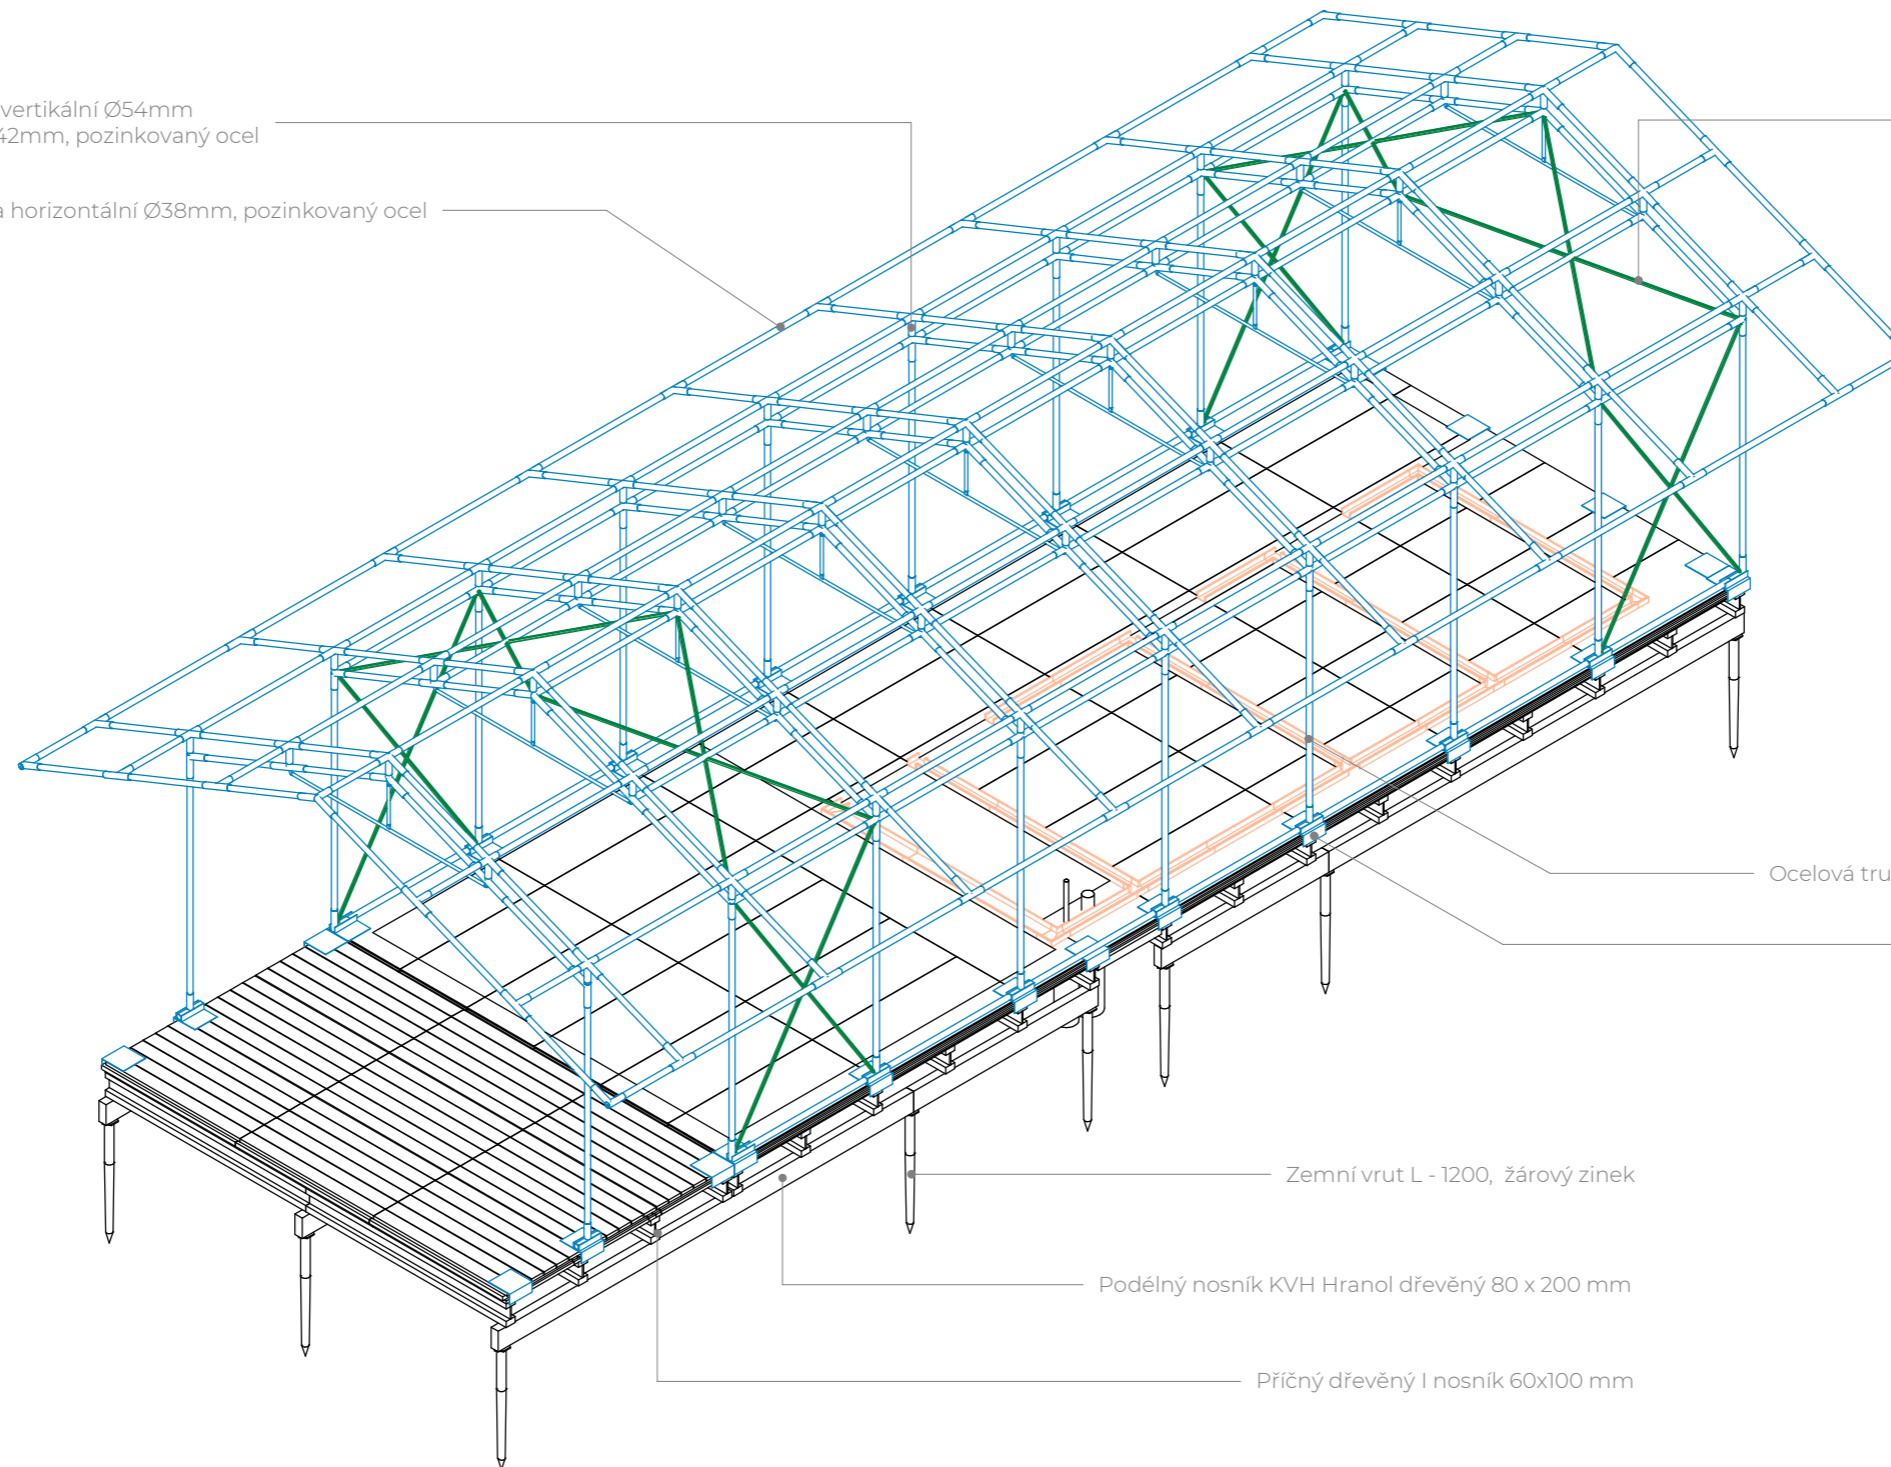 vertikální Ø54mm
42mm, pozinkovaný ocel
a horizontální Ø38mm, pozinkovaný ocel
Ocelová tru
Zemní vrut L - 1200, žárový zinek
Podélný nosník KVH Hranol dřevěný 80 x 200 mm
Příčný dřevěný I nosník 60x100 mm